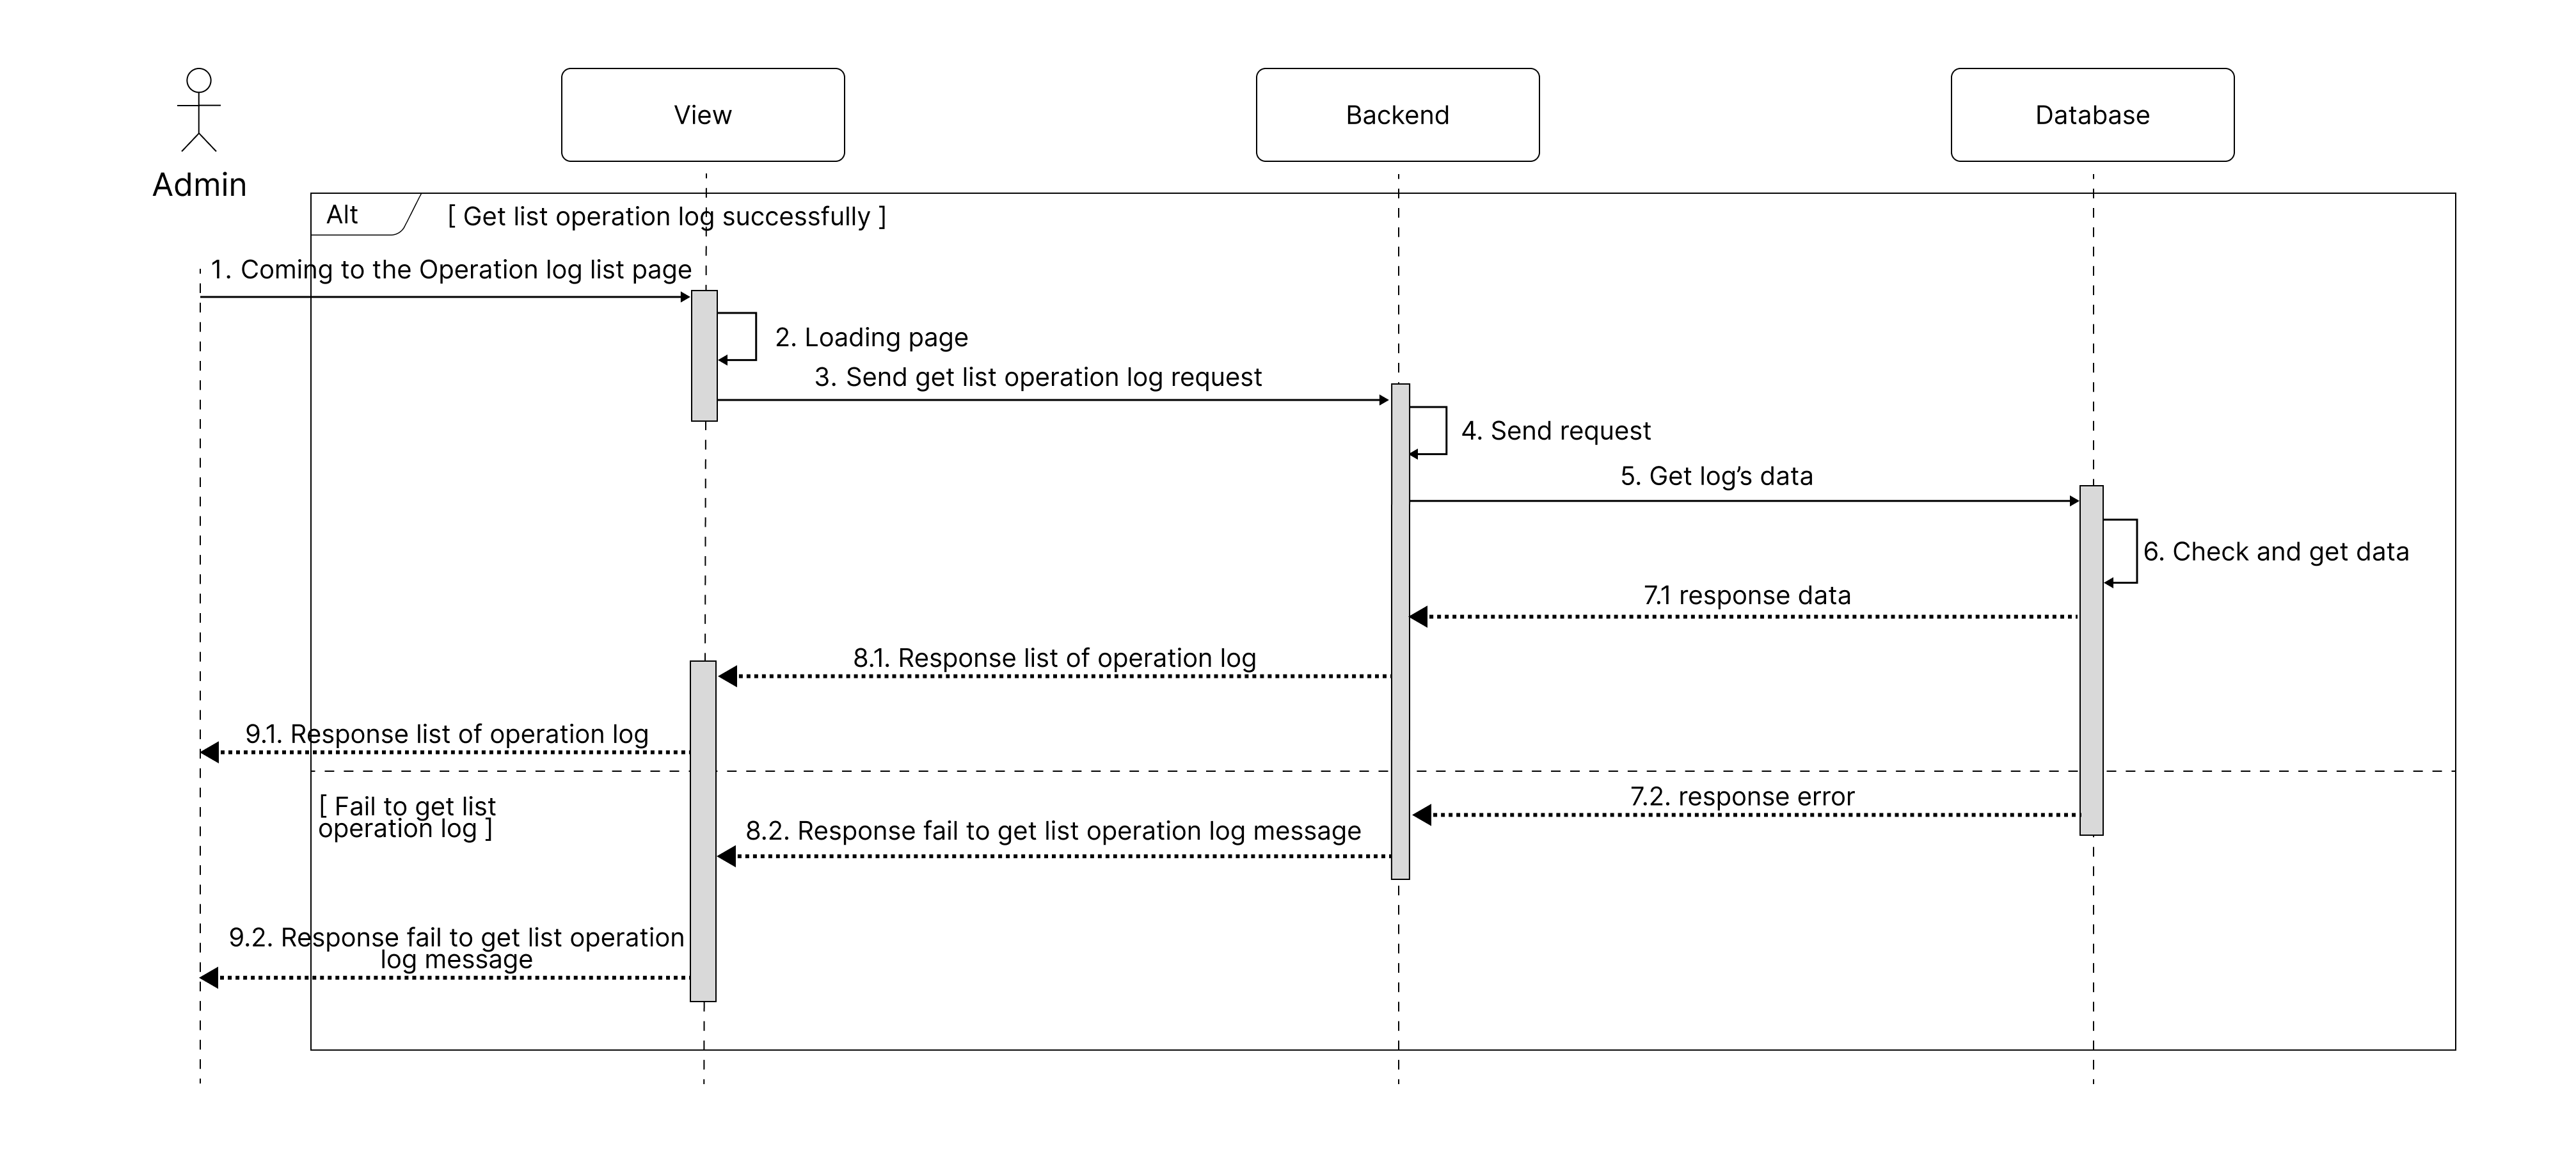 View
Backend
Database
Admin
Alt
[ Get list operation log successfully ]
1. Coming to the Operation log list page
2. Loading page
3. Send get list operation log request
4. Send request
5. Get log’s data
6. Check and get data
7.1 response data
8.1. Response list of operation log
9.1. Response list of operation log
[ Fail to get list
operation log ]
7.2. response error
8.2. Response fail to get list operation log message
9.2. Response fail to get list operation
log message